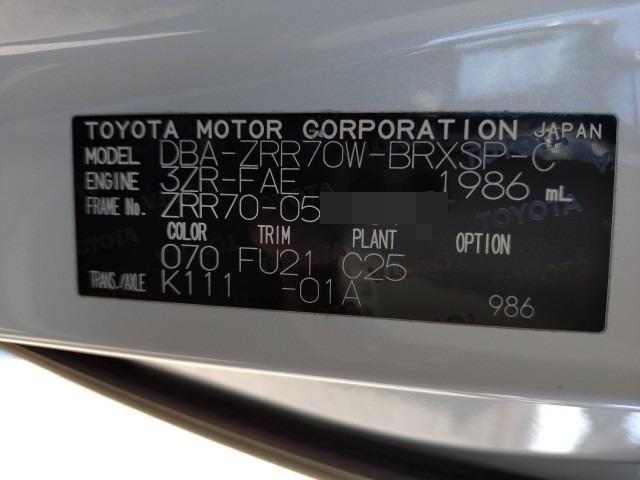 TOYOTA MOTOR CORPORATION JAPAN
MODEL DBA-ZRR70W-BRXSP-C
ENGINE 3ZR-FAE 1986 mL
FRAME No. ZRR70-05
COLOR TRIM PLANT OPTION
070 FU21 C25
TRANS./AXLE K111 -01A
986